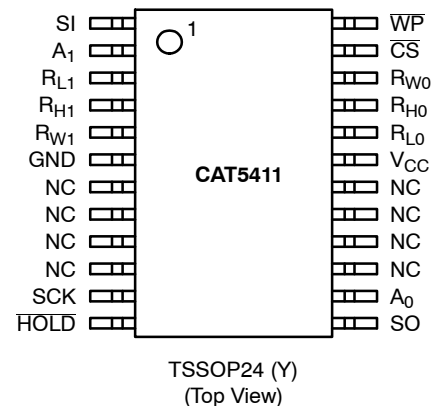 SI
A1
RL1
RH1
RW1
GND
NC
NC
NC
NC
SCK
HOLD
1
CAT5411
WP
CS
RW0
RH0
RL0
VCC
NC
NC
NC
NC
A0
SO
TSSOP24 (Y)
(Top View)